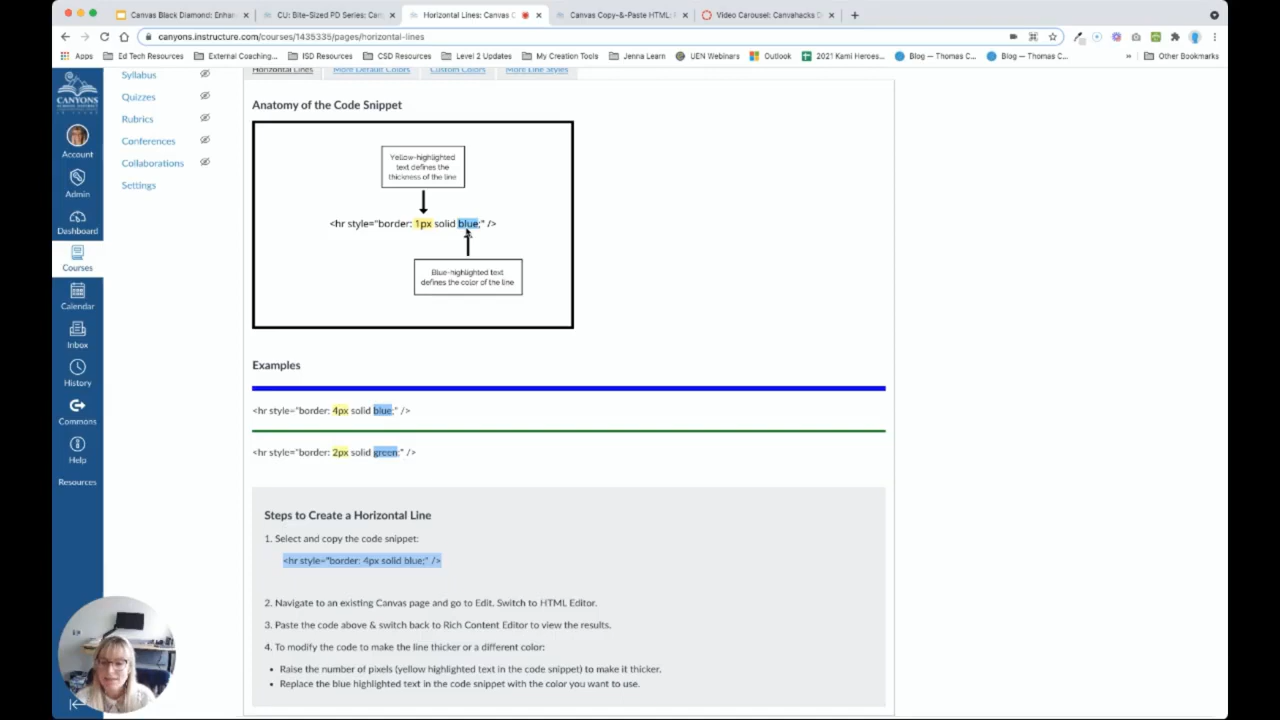 Canvas Black Diamond: Enhan
CU: Bite-Sized PD Series: Can
Horizontal Lines: Canvas C
Canvas Copy-&-Paste HTML:
Video Carousel: Canvahacks D
canyons.instructure.com/courses/1435335/pages/horizontal-lines
Apps
Ed Tech Resources
External Coaching...
ISD Resources
CSD Resources
Level 2 Updates
My Creation Tools
Jenna Learn
UEN Webinars
Outlook
2021 Kami Heroes...
Blog — Thomas C...
Blog — Thomas C...
Other Bookmarks
CANYONS
Account
Admin
Dashboard
Courses
Calendar
Inbox
History
Commons
Help
Resources
Syllabus
Quizzes
Rubrics
Conferences
Collaborations
Settings
Horizontal Lines
More Default Colors
Custom Colors
More Line Styles
Anatomy of the Code Snippet
Yellow-highlighted
text defines the
thickness of the line
<hr style="border: 1px solid blue;" />
Blue-highlighted text
defines the color of the line
Examples
<hr style="border: 4px solid blue;" />
<hr style="border: 2px solid green;" />
Steps to Create a Horizontal Line
1. Select and copy the code snippet:
<hr style="border: 4px solid blue;" />
2. Navigate to an existing Canvas page and go to Edit. Switch to HTML Editor.
3. Paste the code above & switch back to Rich Content Editor to view the results.
4. To modify the code to make the line thicker or a different color:
• Raise the number of pixels (yellow highlighted text in the code snippet) to make it thicker.
• Replace the blue highlighted text in the code snippet with the color you want to use.